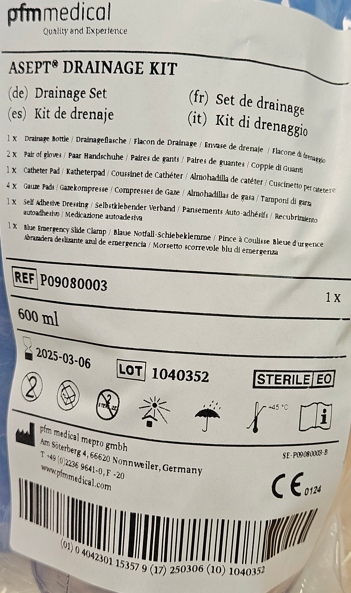 pfmmedical
Quality and Experience
ASEPT® DRAINAGE KIT
(de) Drainage Set
(fr) Set de drainage
(es) Kit de drenaje
(it) Kit di drenaggio
1 x Drainage Bottle / Drainageflasche / Flacon de Drainage / Envase de drenaje / Flacone di drenaggio
2 x Pair of gloves / Paar Handschuhe / Paires de gants / Paires de guantes / Coppie di Guanti
1 x Catheter Pad / Katheterpad / Coussinet de Cathéter / Almohadilla de catéter / Cuscinetto per catetere
4 x Gauze Pads / Gazekompresse / Compresses de Gaze / Almohadillas de gasa / Tamponi di garza
1 x Self Adhesive Dressing / Selbstklebender Verband / Pansements Auto-adhésifs / Recubrimiento
autoadhesivo / Medicazione autoadesiva
1 x Blue Emergency Slide Clamp / Blaue Notfall-Schiebeklemme / Pince à Coulisse Bleue d'urgence
Abrazadera deslizante azul de emergencia / Morsetto scorrevole blu di emergenza
REF P09080003
1 x
600 ml
2025-03-06
LOT 1040352
STERILE EO
2
45 °C
pfm medical mepro gmbh
Am Söterberg 4, 66620 Nonnweiler, Germany
T +49 (0)2236 9641-0, F -20
www.pfmmedical.com
SE-P09080003-B
CE 0124
(01) 0 4042301 15357 9 (17) 250306 (10) 1040352